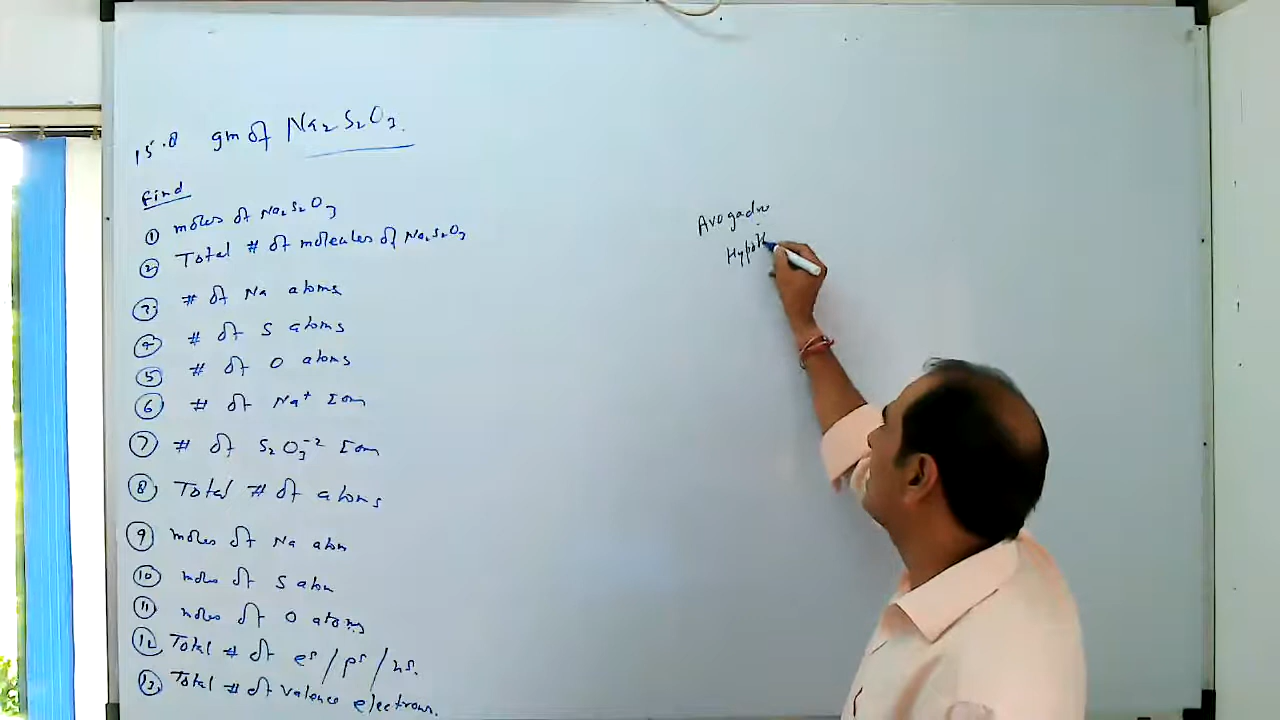 15.8 gm of Na₂S₂O₃.
Find
① moles of Na₂S₂O₃
② Total # of molecules of Na₂S₂O₃
③ # of Na atoms
④ # of S atoms
⑤ # of O atoms
⑥ # of Na⁺ Ion
⑦ # of S₂O₃⁻² Ion
⑧ Total # of atoms
⑨ moles of Na atom
⑩ moles of S atom
⑪ moles of O atoms
⑫ Total # of es / ps / ns.
⑬ Total # of valence electrons.
Avogadro
Hypoth